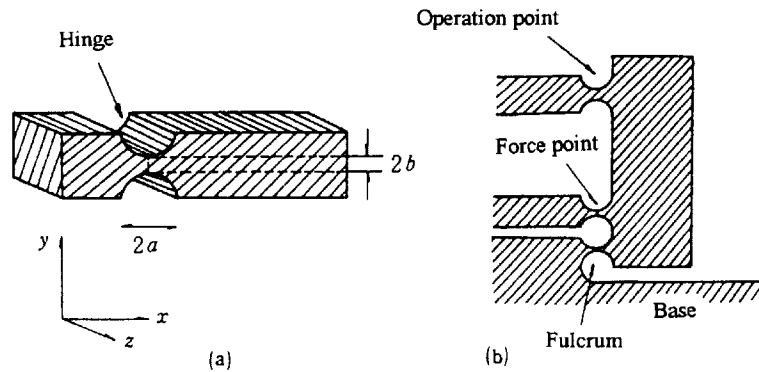 Hinge
2b
2a
y
x
z
(a)
Operation point
Force point
Base
Fulcrum
(b)